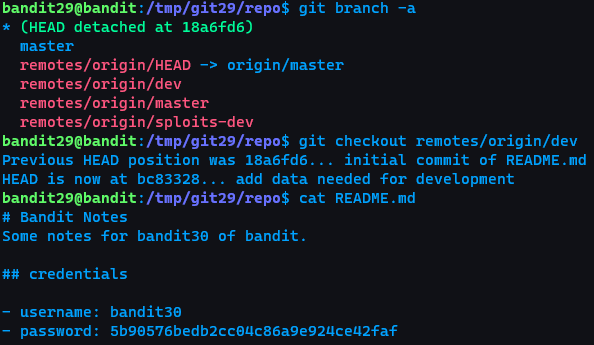 bandit29@bandit:/tmp/git29/repo$ git branch -a
* (HEAD detached at 18a6fd6)
  master
  remotes/origin/HEAD -> origin/master
  remotes/origin/dev
  remotes/origin/master
  remotes/origin/sploits-dev
bandit29@bandit:/tmp/git29/repo$ git checkout remotes/origin/dev
Previous HEAD position was 18a6fd6... initial commit of README.md
HEAD is now at bc83328... add data needed for development
bandit29@bandit:/tmp/git29/repo$ cat README.md
# Bandit Notes
Some notes for bandit30 of bandit.

## credentials

- username: bandit30
- password: 5b90576bedb2cc04c86a9e924ce42faf